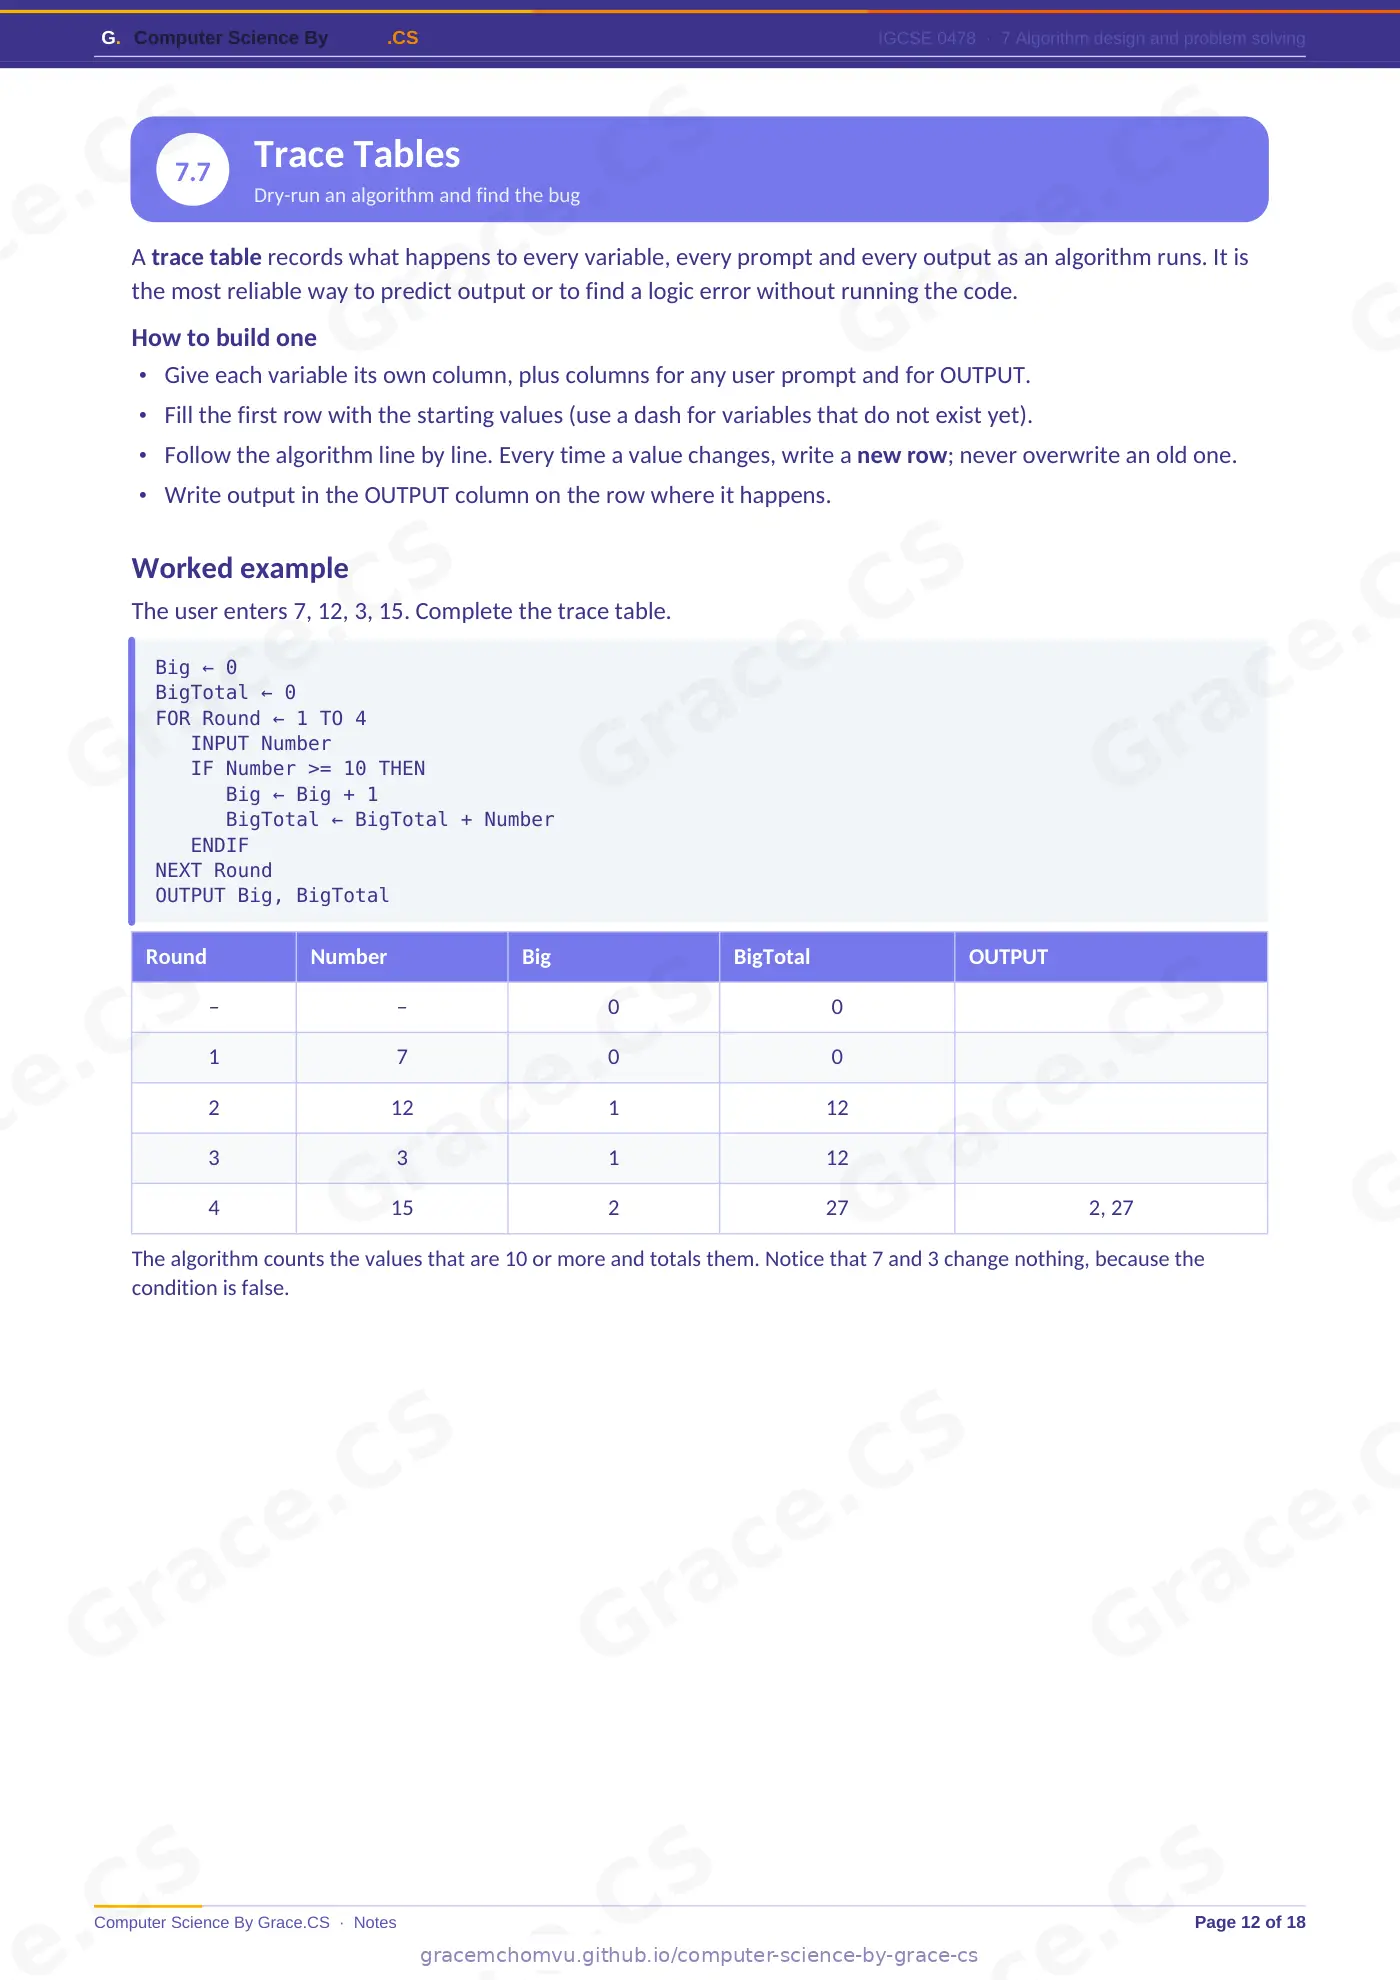 G. Computer Science By .CS
IGCSE 0478 · 7 Algorithm design and problem solving
7.7
Trace Tables
Dry-run an algorithm and find the bug
A trace table records what happens to every variable, every prompt and every output as an algorithm runs. It is
the most reliable way to predict output or to find a logic error without running the code.
How to build one
• Give each variable its own column, plus columns for any user prompt and for OUTPUT.
• Fill the first row with the starting values (use a dash for variables that do not exist yet).
• Follow the algorithm line by line. Every time a value changes, write a new row; never overwrite an old one.
• Write output in the OUTPUT column on the row where it happens.
Worked example
The user enters 7, 12, 3, 15. Complete the trace table.
Big ← 0
BigTotal ← 0
FOR Round ← 1 TO 4
   INPUT Number
   IF Number >= 10 THEN
      Big ← Big + 1
      BigTotal ← BigTotal + Number
   ENDIF
NEXT Round
OUTPUT Big, BigTotal
Round Number Big BigTotal OUTPUT
– – 0 0
1 7 0 0
2 12 1 12
3 3 1 12
4 15 2 27 2, 27
The algorithm counts the values that are 10 or more and totals them. Notice that 7 and 3 change nothing, because the
condition is false.
Computer Science By Grace.CS · Notes
Page 12 of 18
gracemchomvu.github.io/computer-science-by-grace-cs
Grace.CS